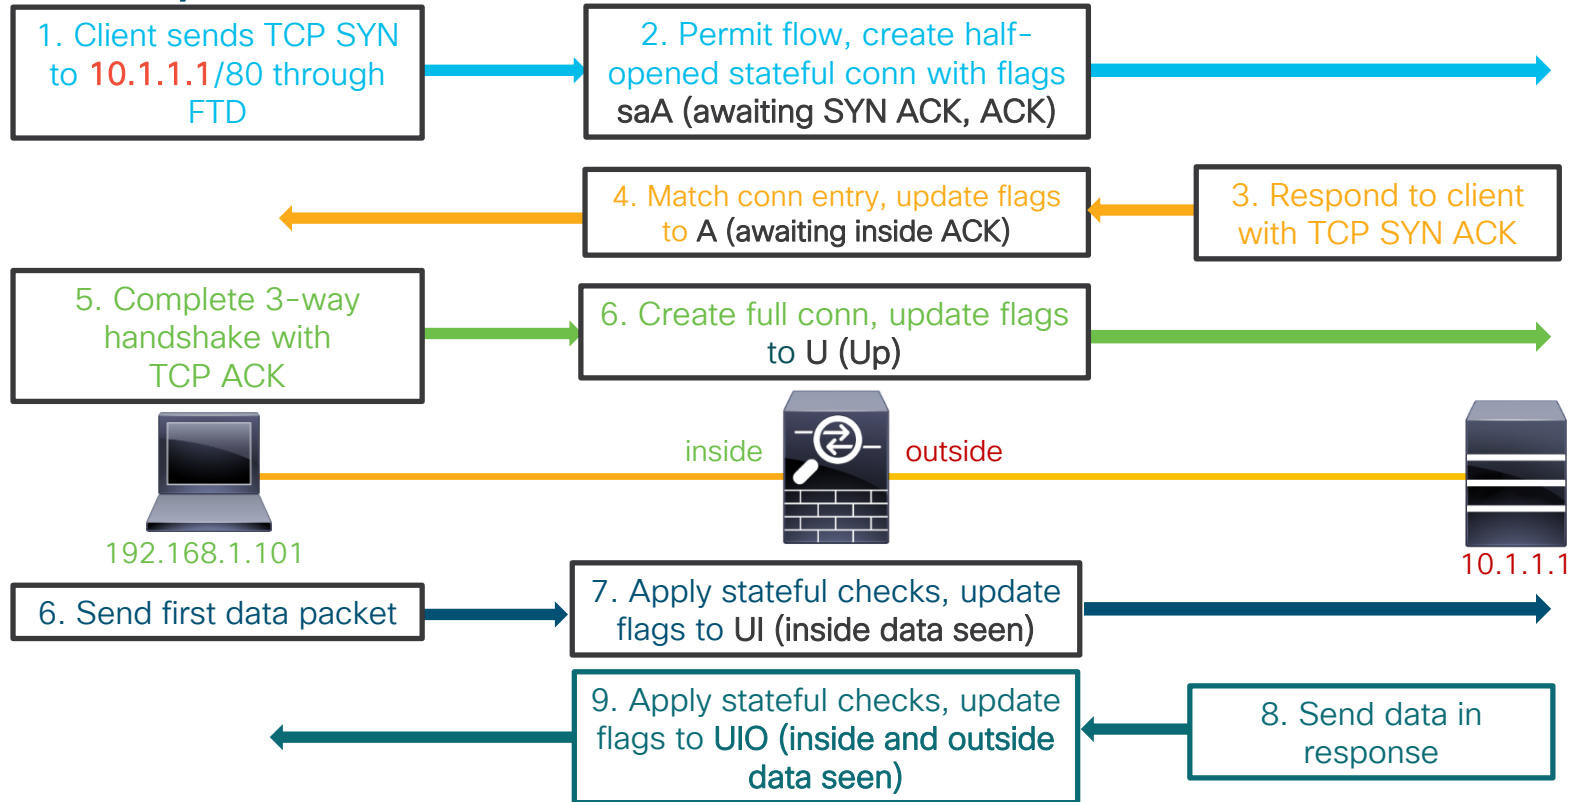 1. Client sends TCP SYN
to 10.1.1.1/80 through
FTD
2. Permit flow, create half-
opened stateful conn with flags
saA (awaiting SYN ACK, ACK)
4. Match conn entry, update flags
to A (awaiting inside ACK)
3. Respond to client
with TCP SYN ACK
5. Complete 3-way
handshake with
TCP ACK
6. Create full conn, update flags
to U (Up)
inside
outside
192.168.1.101
10.1.1.1
6. Send first data packet
7. Apply stateful checks, update
flags to UI (inside data seen)
9. Apply stateful checks, update
flags to UIO (inside and outside
data seen)
8. Send data in
response